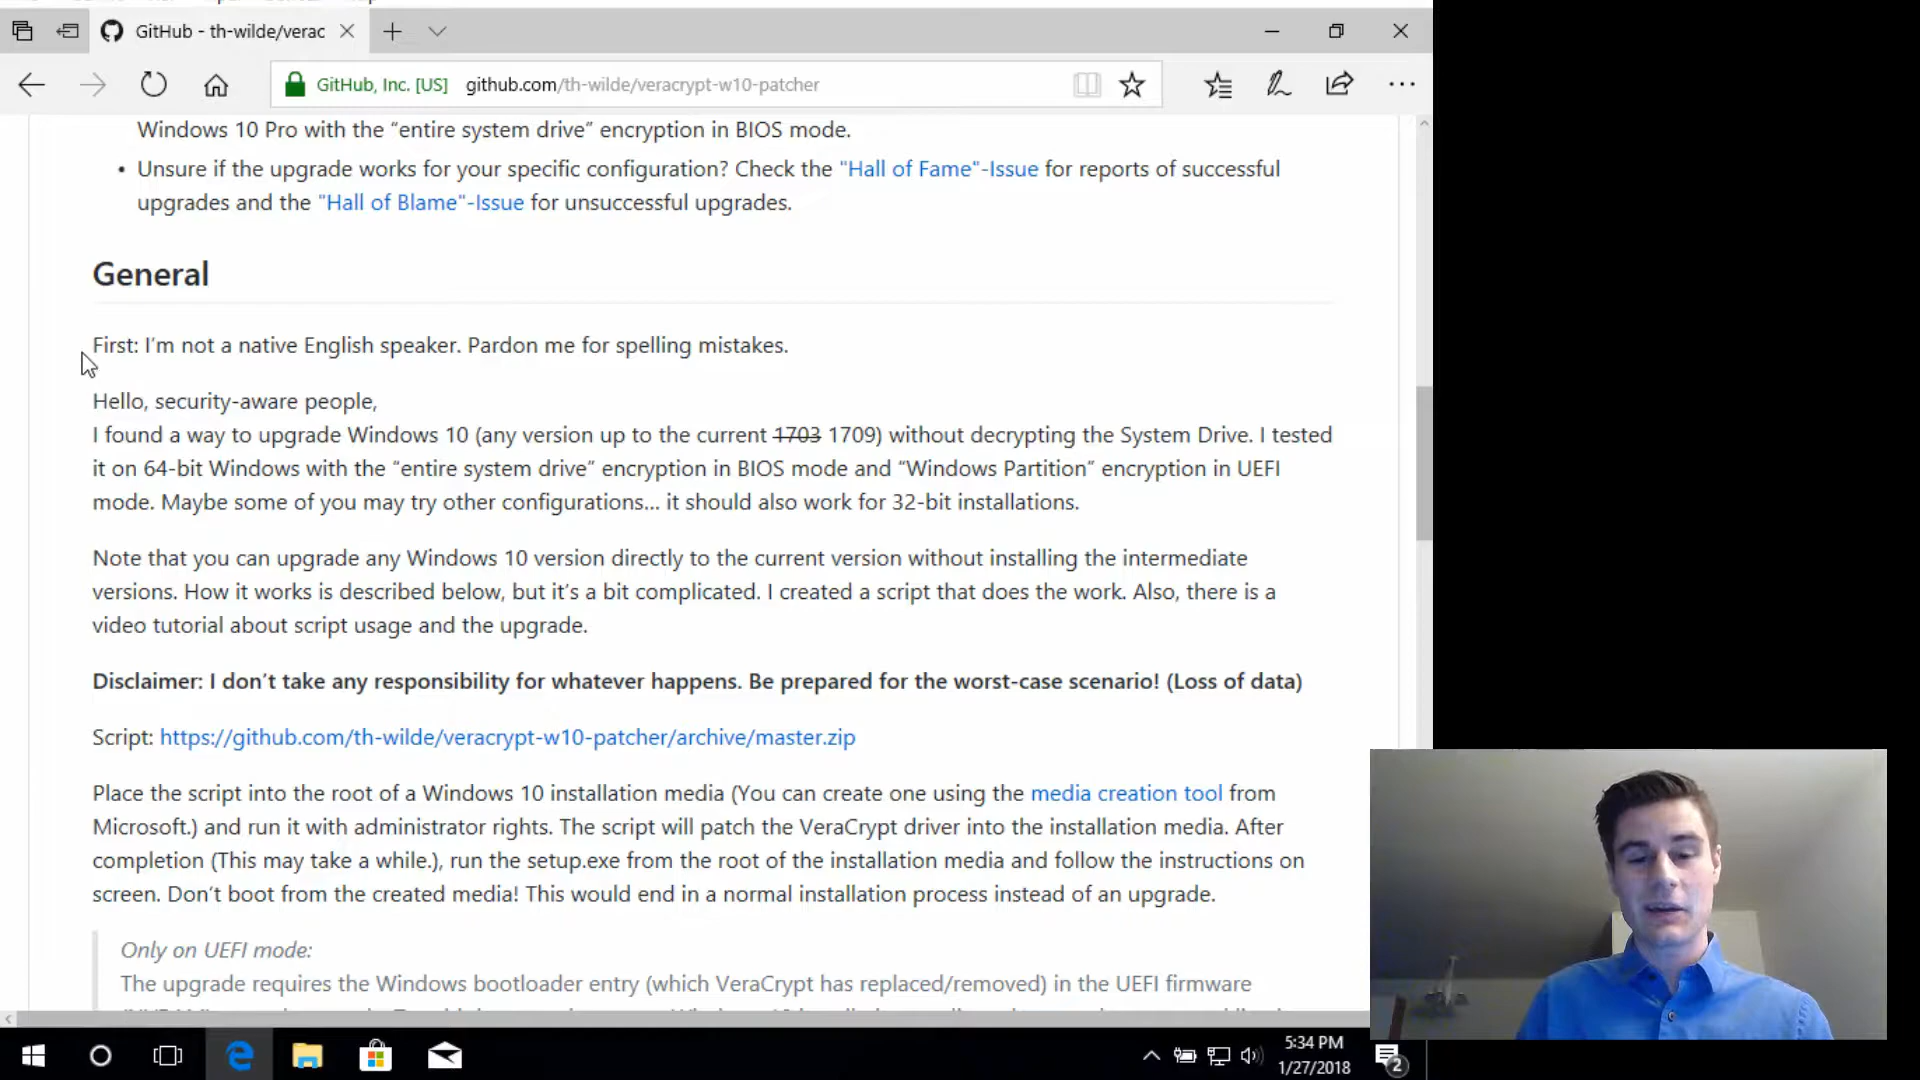 GitHub - th-wilde/verac
GitHub, Inc. [US] github.com/th-wilde/veracrypt-w10-patcher
Windows 10 Pro with the “entire system drive” encryption in BIOS mode.
• Unsure if the upgrade works for your specific configuration? Check the "Hall of Fame"-Issue for reports of successful
upgrades and the "Hall of Blame"-Issue for unsuccessful upgrades.
General
First: I'm not a native English speaker. Pardon me for spelling mistakes.
Hello, security-aware people,
I found a way to upgrade Windows 10 (any version up to the current 1703 1709) without decrypting the System Drive. I tested
it on 64-bit Windows with the “entire system drive” encryption in BIOS mode and “Windows Partition” encryption in UEFI
mode. Maybe some of you may try other configurations... it should also work for 32-bit installations.
Note that you can upgrade any Windows 10 version directly to the current version without installing the intermediate
versions. How it works is described below, but it’s a bit complicated. I created a script that does the work. Also, there is a
video tutorial about script usage and the upgrade.
Disclaimer: I don’t take any responsibility for whatever happens. Be prepared for the worst-case scenario! (Loss of data)
Script: https://github.com/th-wilde/veracrypt-w10-patcher/archive/master.zip
Place the script into the root of a Windows 10 installation media (You can create one using the media creation tool from
Microsoft.) and run it with administrator rights. The script will patch the VeraCrypt driver into the installation media. After
completion (This may take a while.), run the setup.exe from the root of the installation media and follow the instructions on
screen. Don’t boot from the created media! This would end in a normal installation process instead of an upgrade.
Only on UEFI mode:
The upgrade requires the Windows bootloader entry (which VeraCrypt has replaced/removed) in the UEFI firmware
5:34 PM
1/27/2018
2